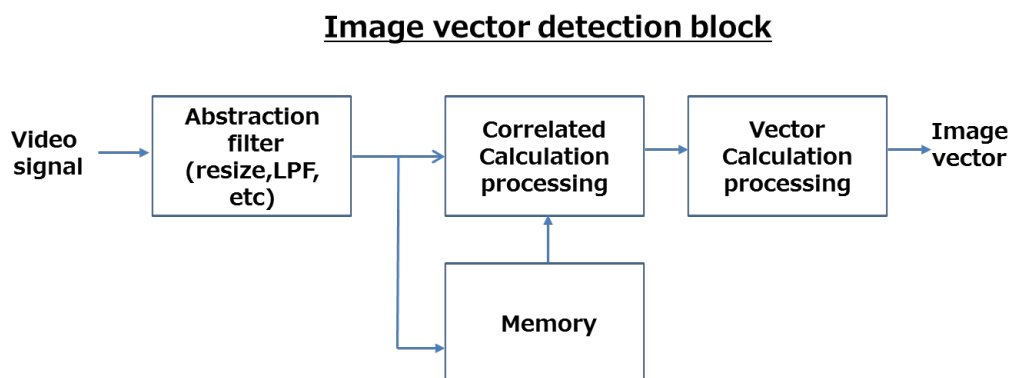 Image vector detection block
Video
signal
Abstraction
filter
(resize,LPF,
etc)
Correlated
Calculation
processing
Vector
Calculation
processing
Image
vector
Memory